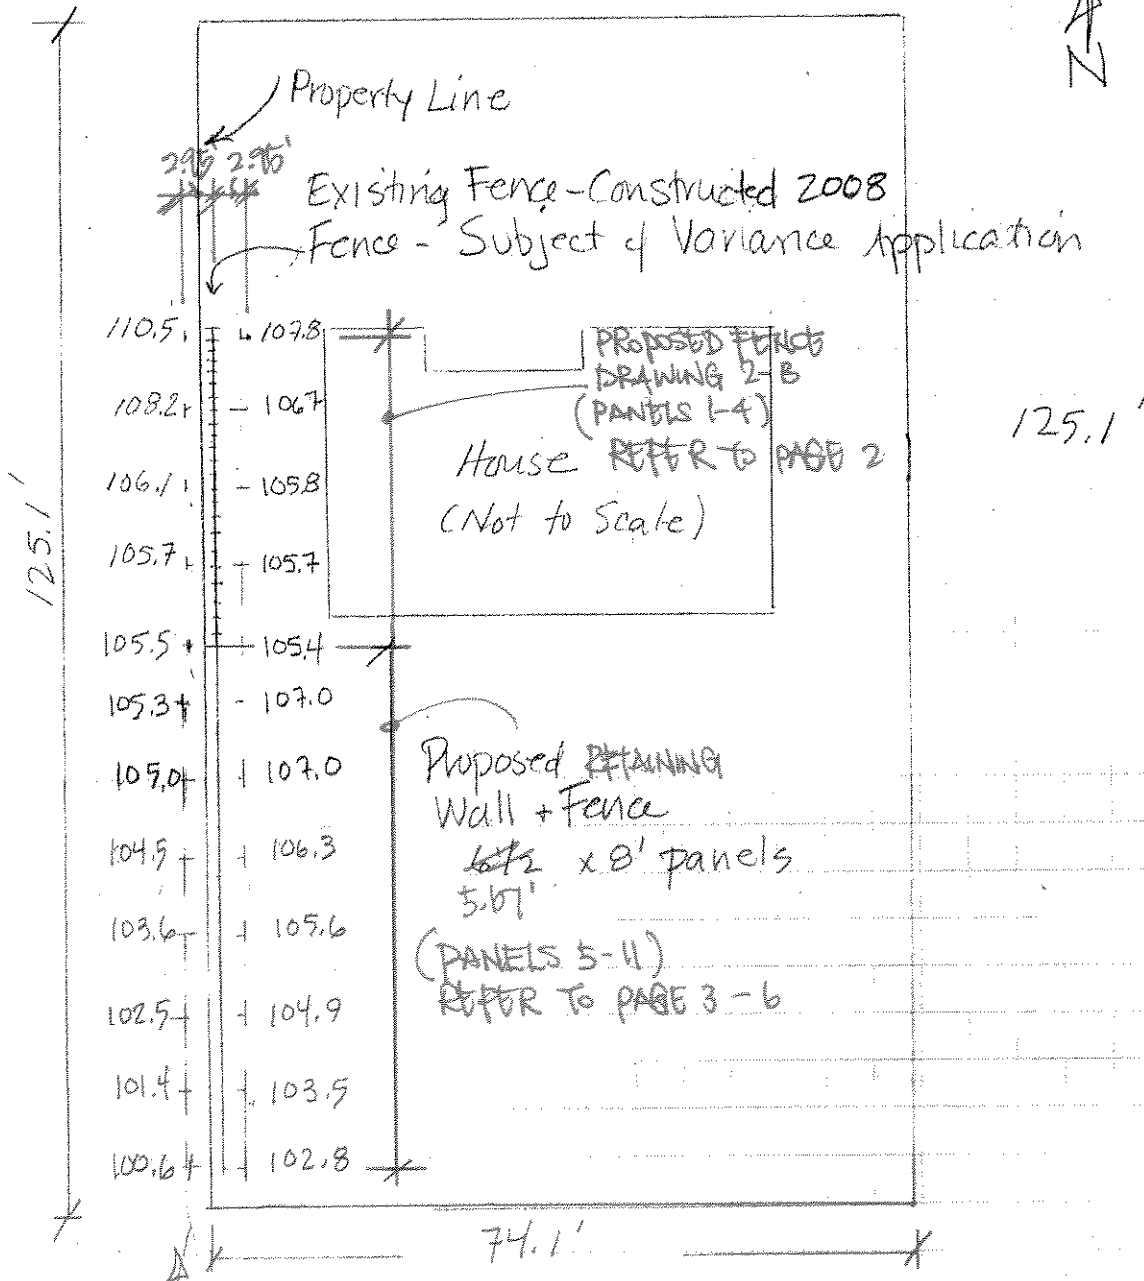 N
Property Line
2.95' 2.95'
Existing Fence-Constructed 2008
Fence - Subject of Variance Application
110.5 107.8
108.2 106.7
106.1 105.8
105.7 105.7
105.5 105.4
105.3 107.0
105.0 107.0
104.5 106.3
103.6 105.6
102.5 104.9
101.4 103.5
100.6 102.8
PROPOSED FENCE
DRAWING 2-B
(PANELS 1-4)
REFER TO PAGE 2
House
(Not to Scale)
125.1'
125.1'
Proposed RETAINING
Wall + Fence
x 8' panels
5.67'
(PANELS 5-11)
REFER TO PAGE 3-6
74.1'